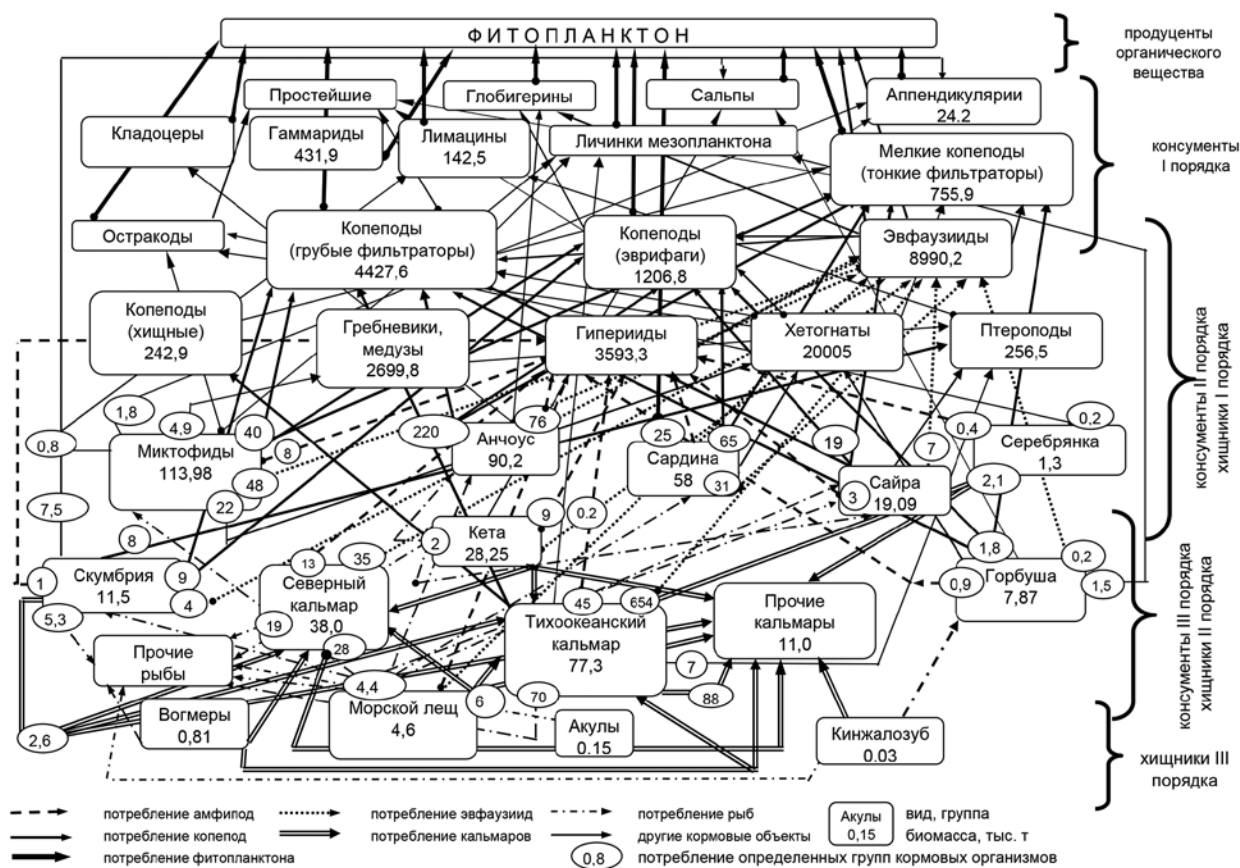 ФИТОПЛАНКТОН
продуценты
органического
вещества
Простейшие
Глобигерины
Сальпы
Аппендикулярии
24.2
Кладоцеры
Гаммариды
431,9
Лимацины
142,5
Личинки мезопланктона
Мелкие копеподы
(тонкие фильтраторы)
755,9
консументы
I порядка
Остракоды
Копеподы
(грубые фильтраторы)
4427,6
Копеподы
(эврифаги)
1206,8
Эвфаузииды
8990,2
Копеподы
(хищные)
242,9
Гребневики,
медузы
2699,8
Гиперииды
3593,3
Хетогнаты
20005
Птероподы
256,5
консументы II порядка
хищники I порядка
1,8
4,9
40
220
76
25
65
19
7
0,4
0,2
0,8
Миктофиды
113,98
8
48
22
Анчоус
90,2
Сардина
58
31
Сайра
19,09
3
Серебрянка
1,3
2,1
7,5
8
Кета
28,25
2
9
0.2
1,8
0,2
1
Скумбрия
11,5
9
4
13
35
Северный
кальмар
38,0
45
654
Прочие
кальмары
11,0
0,9
Горбуша
7,87
1,5
5,3
19
28
Тихоокеанский
кальмар
77,3
консументы III порядка
хищники II порядка
Прочие
рыбы
4,4
6
70
7
88
2,6
Вогмеры
0,81
Морской лещ
4,6
Акулы
0.15
Кинжалозуб
0.03
хищники III
порядка
потребление амфипод
потребление эвфаузиид
потребление рыб
Акулы
0,15
вид, группа
биомасса, тыс. т
потребление копепод
потребление кальмаров
другие кормовые объекты
потребление фитопланктона
0,8
потребление определенных групп кормовых организмов